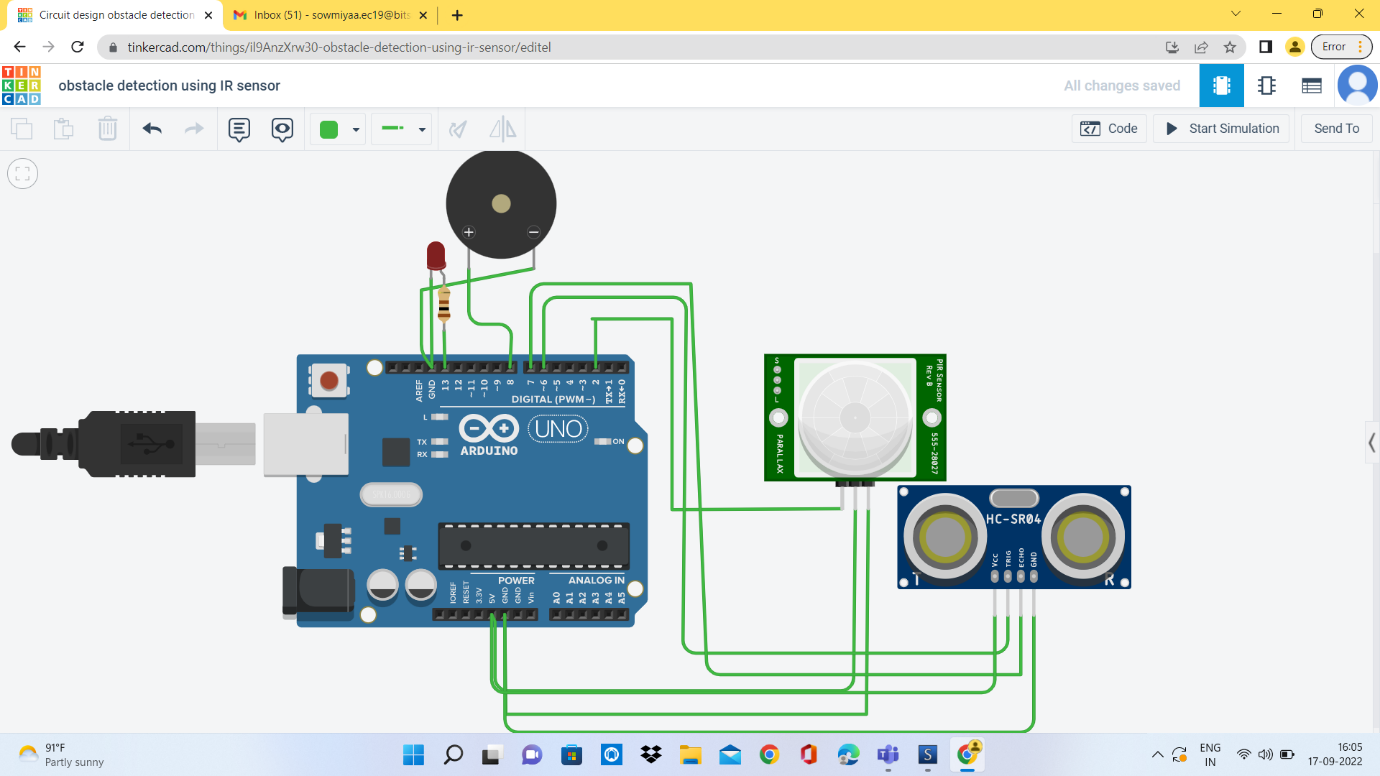 Circuit design obstacle detection
Inbox (51) - sowmiyaa.ec19@bits
tinkercad.com/things/il9AnzXrw30-obstacle-detection-using-ir-sensor/editel
Error
TIN
KER
CAD
obstacle detection using IR sensor
All changes saved
Code
Start Simulation
Send To
+
−
AREF
GND
13
12
~11
~10
~9
8
7
~6
~5
4
~3
2
TX→1
RX←0
DIGITAL (PWM~)
L
TX
RX
UNO
ON
ARDUINO
POWER
ANALOG IN
IOREF
RESET
3.3V
5V
GND
GND
Vin
A0
A1
A2
A3
A4
A5
S
L
PARALLAX
PIR SENSOR
REV B
555-28027
HC-SR04
VCC
TRIG
ECHO
GND
T
R
91°F
Partly sunny
ENG
IN
16:05
17-09-2022